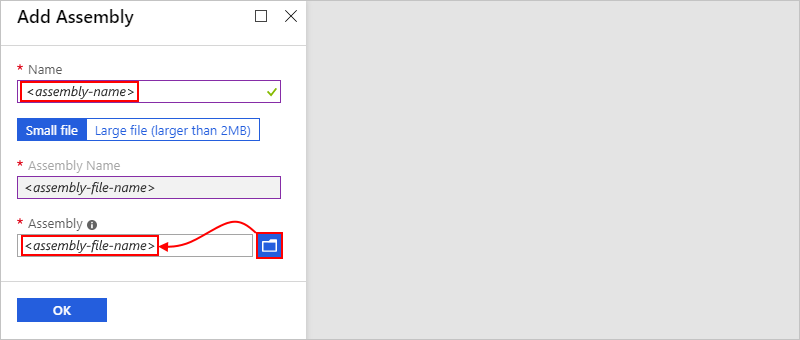 Add Assembly
* Name
<assembly-name>
Small file Large file (larger than 2MB)
* Assembly Name
<assembly-file-name>
* Assembly
<assembly-file-name>
OK